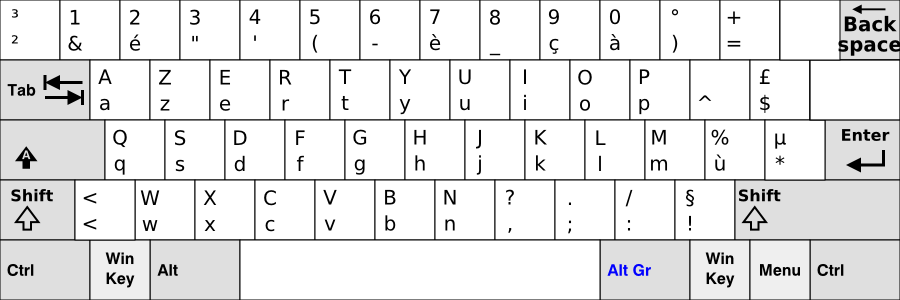 ³ 1 2 3 4 5 6 7 8 9 0 ° + Back
² & é " ' ( - è _ ç à ) = space
Tab A Z E R T Y U I O P £
a z e r t y u i o p ^ $
A Q S D F G H J K L M % µ Enter
q s d f g h j k l m ù *
Shift < W X C V B N ? . / § Shift
< w x c v b n , ; : !
Ctrl Win Alt Alt Gr Win Menu Ctrl
Key Key